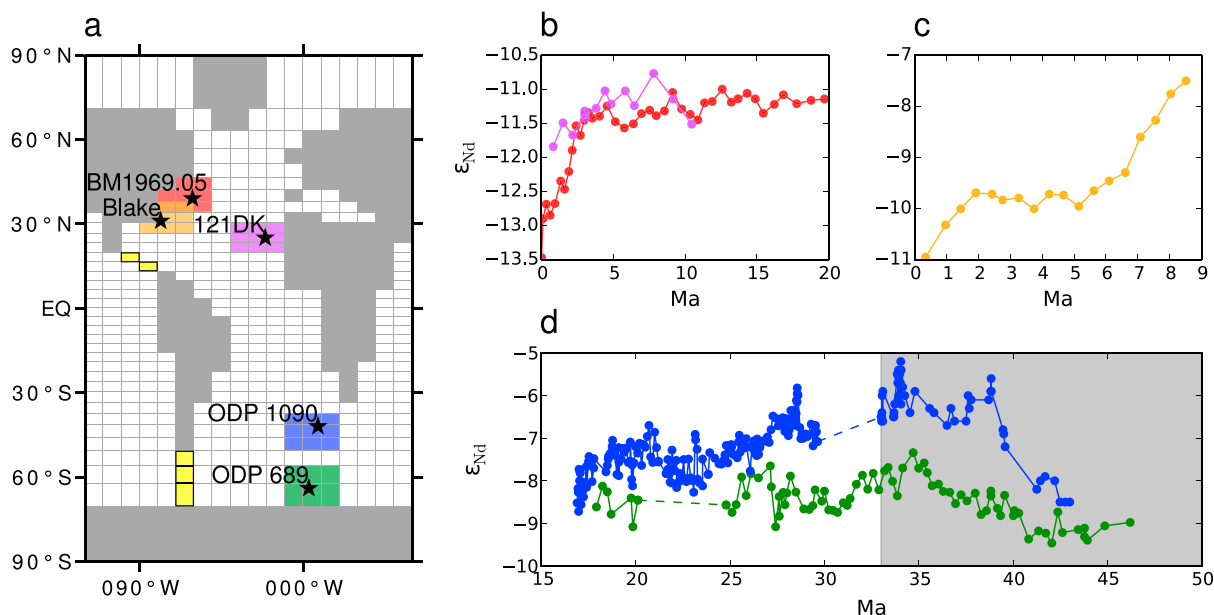 a
90°N
60°N
30°N
EQ
30°S
60°S
90°S
090°W
000°W
BM1969.05
Blake
121DK
ODP 1090
ODP 689
b
−10.5
−11.0
−11.5
−12.0
−12.5
−13.0
−13.5
εNd
0
5
10
15
20
Ma
c
−7
−8
−9
−10
−11
0
1
2
3
4
5
6
7
8
9
Ma
d
−5
−6
−7
−8
−9
−10
εNd
15
20
25
30
35
40
45
50
Ma